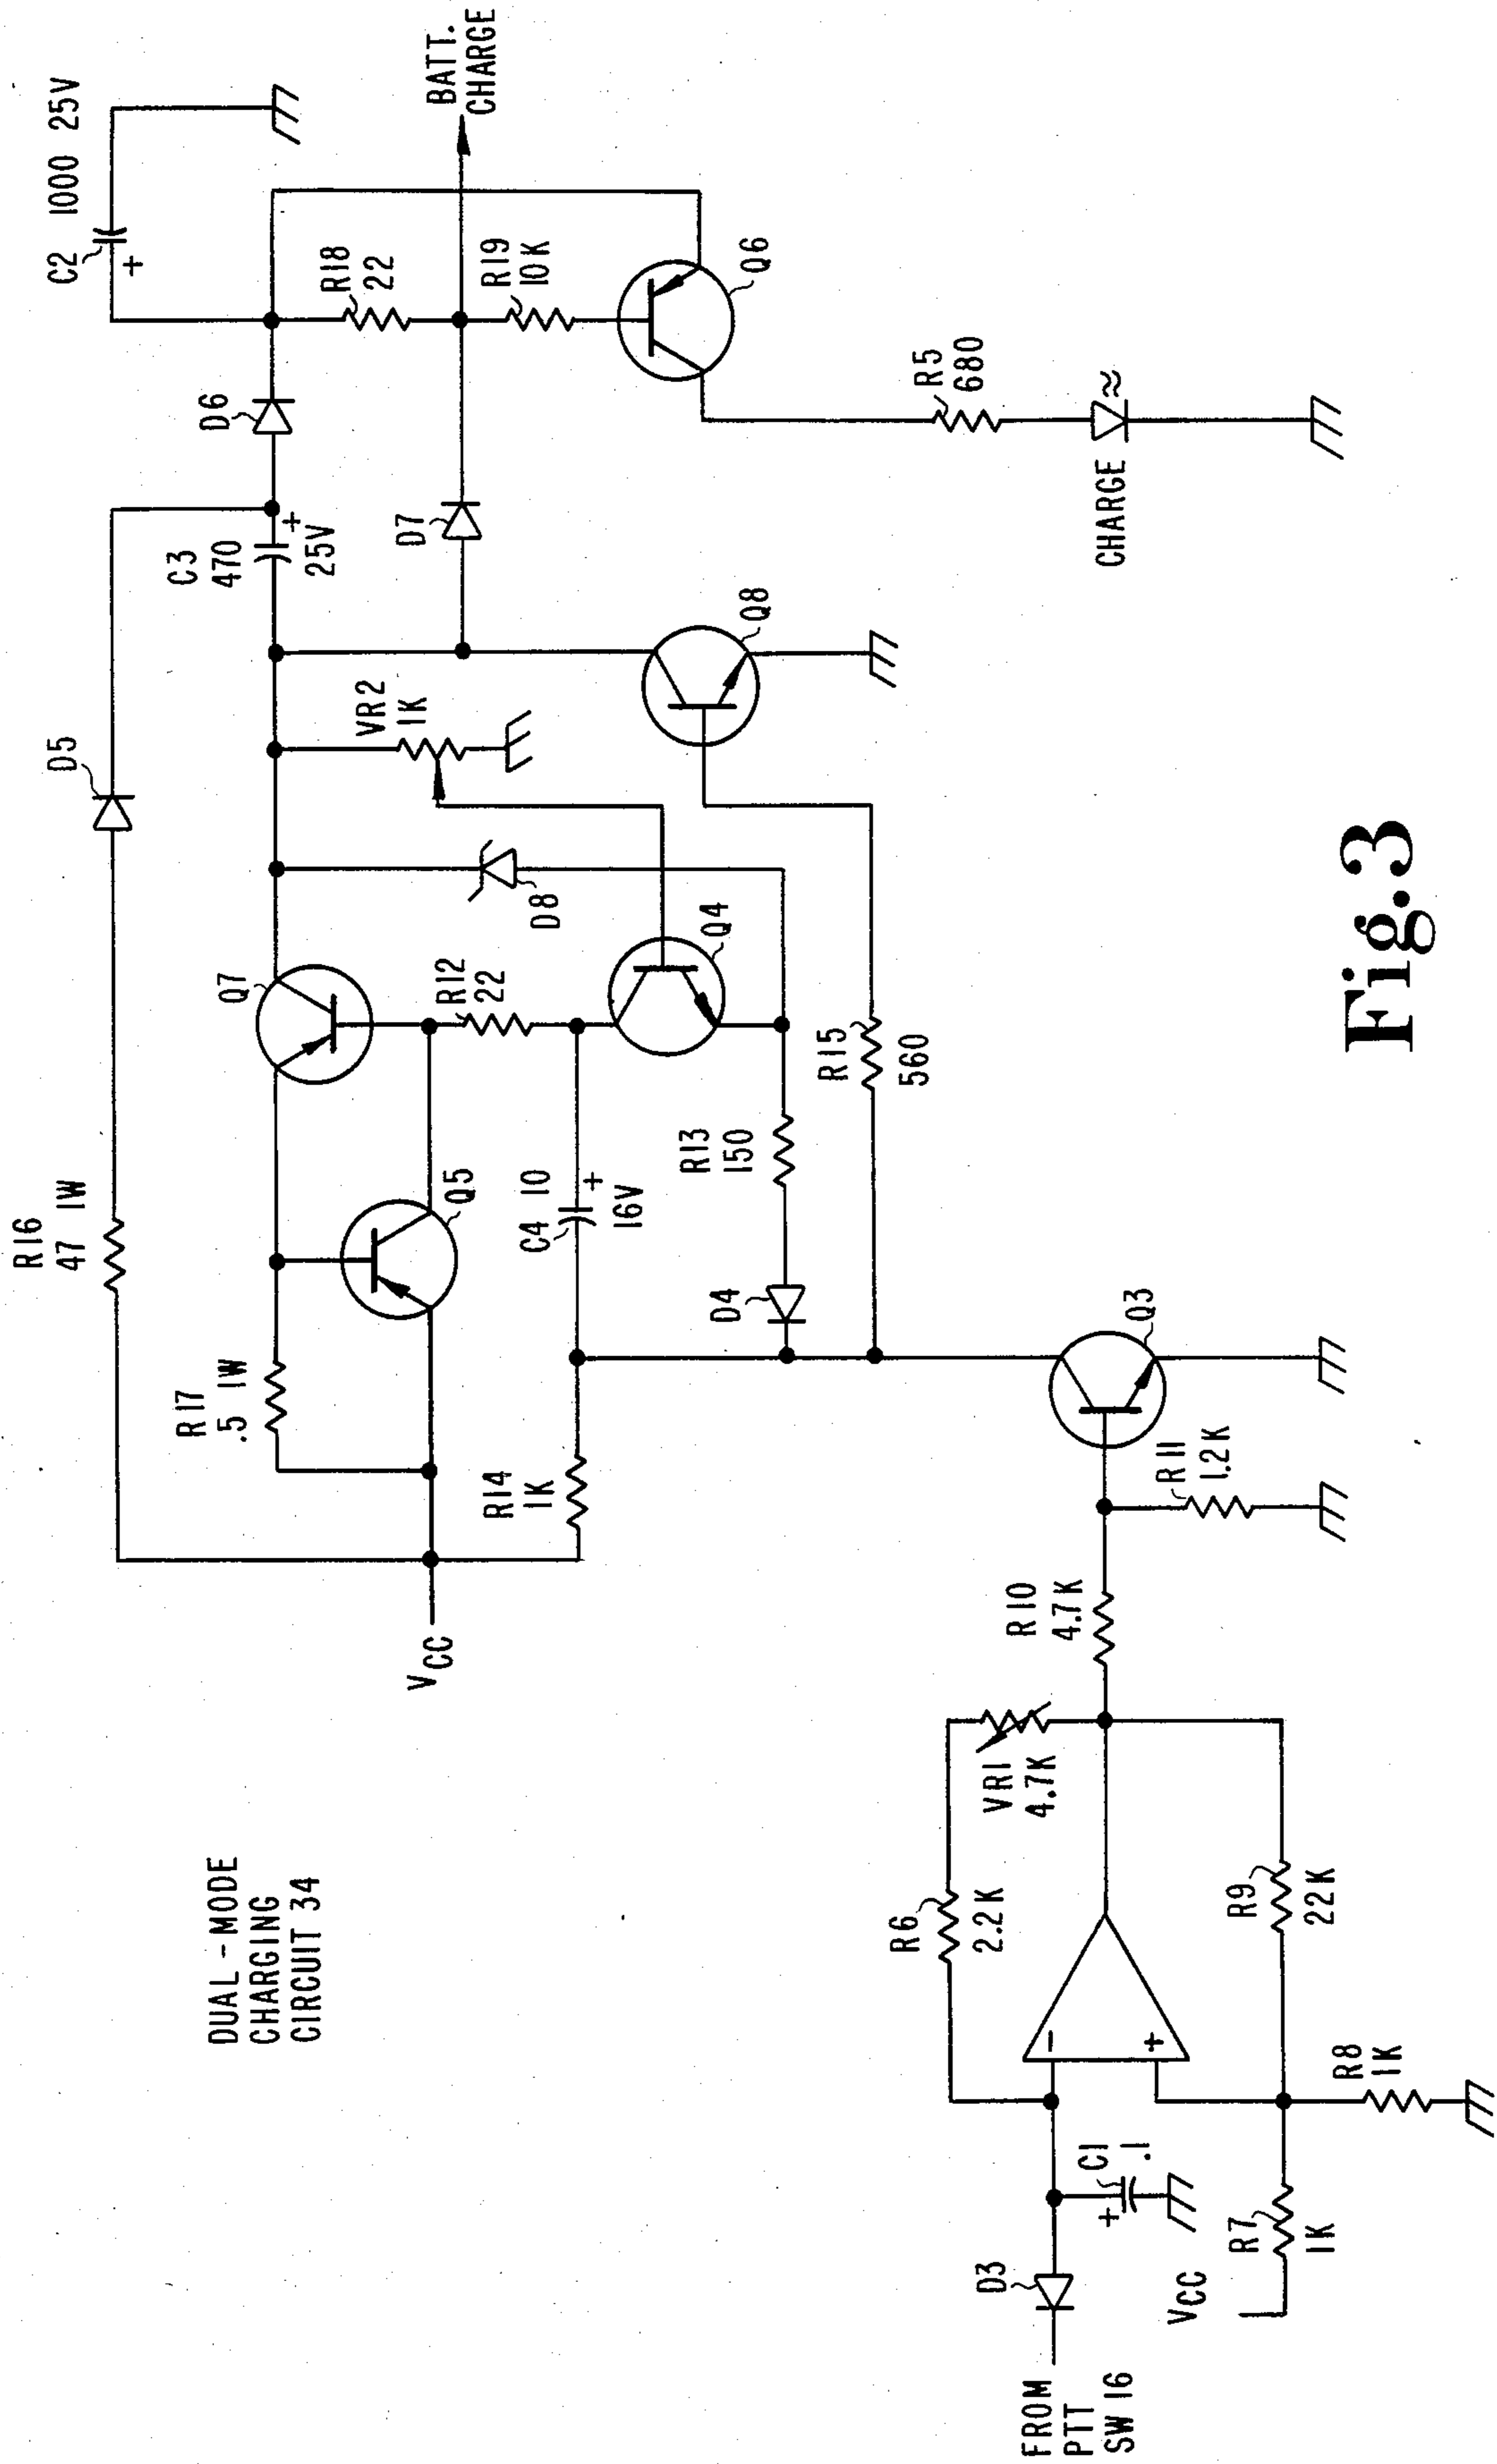 DUAL-MODE
CHARGING
CIRCUIT 34
R16
47 1W
D5
C2 1000 25V
+
R17
.5 1W
Q7
C3
470
+
25V
D6
R18
22
BATT.
CHARGE
VCC
Q5
R12
22
D8
VR2
1K
D7
R19
10K
R14
1K
C4 10
+
16V
Q4
Q8
Q6
D4
R13
150
R15
560
R5
680
CHARGE
FROM
PTT
SW 16
D3
C1
.1
+
R6
2.2K
VR1
4.7K
-
+
R10
4.7K
R11
1.2K
Q3
VCC
R7
1K
R8
1K
R9
22K
Fig.3